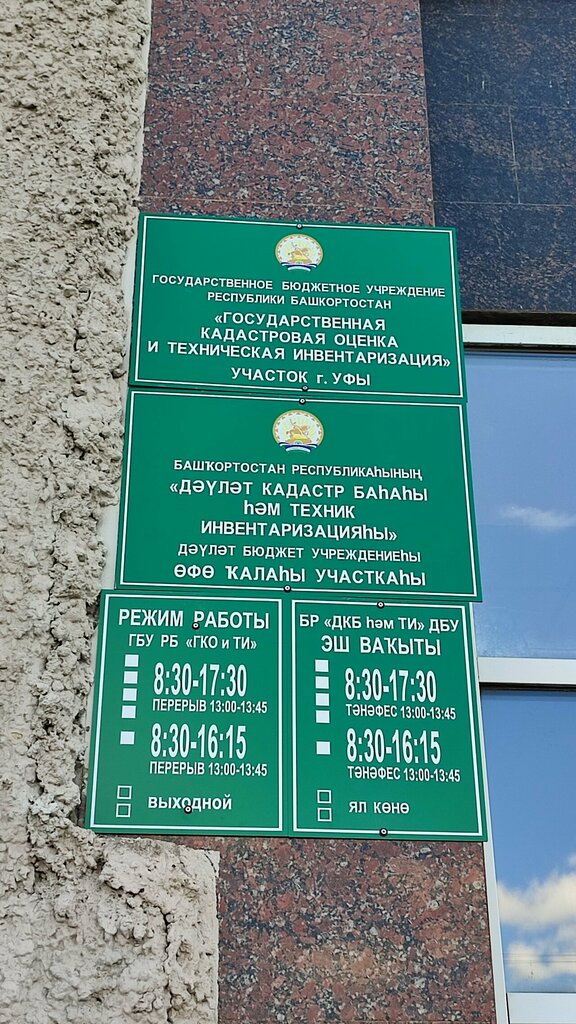 ГОСУДАРСТВЕННОЕ БЮДЖЕТНОЕ УЧРЕЖДЕНИЕ
РЕСПУБЛИКИ БАШКОРТОСТАН
«ГОСУДАРСТВЕННАЯ
КАДАСТРОВАЯ ОЦЕНКА
И ТЕХНИЧЕСКАЯ ИНВЕНТАРИЗАЦИЯ»
УЧАСТОК г. УФЫ
БАШҠОРТОСТАН РЕСПУБЛИКАҺЫНЫҢ
«ДӘҮЛӘТ КАДАСТР БАҺАҺЫ
ҺӘМ ТЕХНИК
ИНВЕНТАРИЗАЦИЯҺЫ»
ДӘҮЛӘТ БЮДЖЕТ УЧРЕЖДЕНИЕҺЫ
ӨФӨ ҠАЛАҺЫ УЧАСТКАҺЫ
РЕЖИМ РАБОТЫ
ГБУ РБ «ГКО и ТИ»
8:30-17:30
ПЕРЕРЫВ 13:00-13:45
8:30-16:15
ПЕРЕРЫВ 13:00-13:45
ВЫХОДНОЙ
БР «ДКБ һәм ТИ» ДБУ
ЭШ ВАҠЫТЫ
8:30-17:30
ТӘНӘФЕС 13:00-13:45
8:30-16:15
ТӘНӘФЕС 13:00-13:45
ЯЛ КӨНӨ